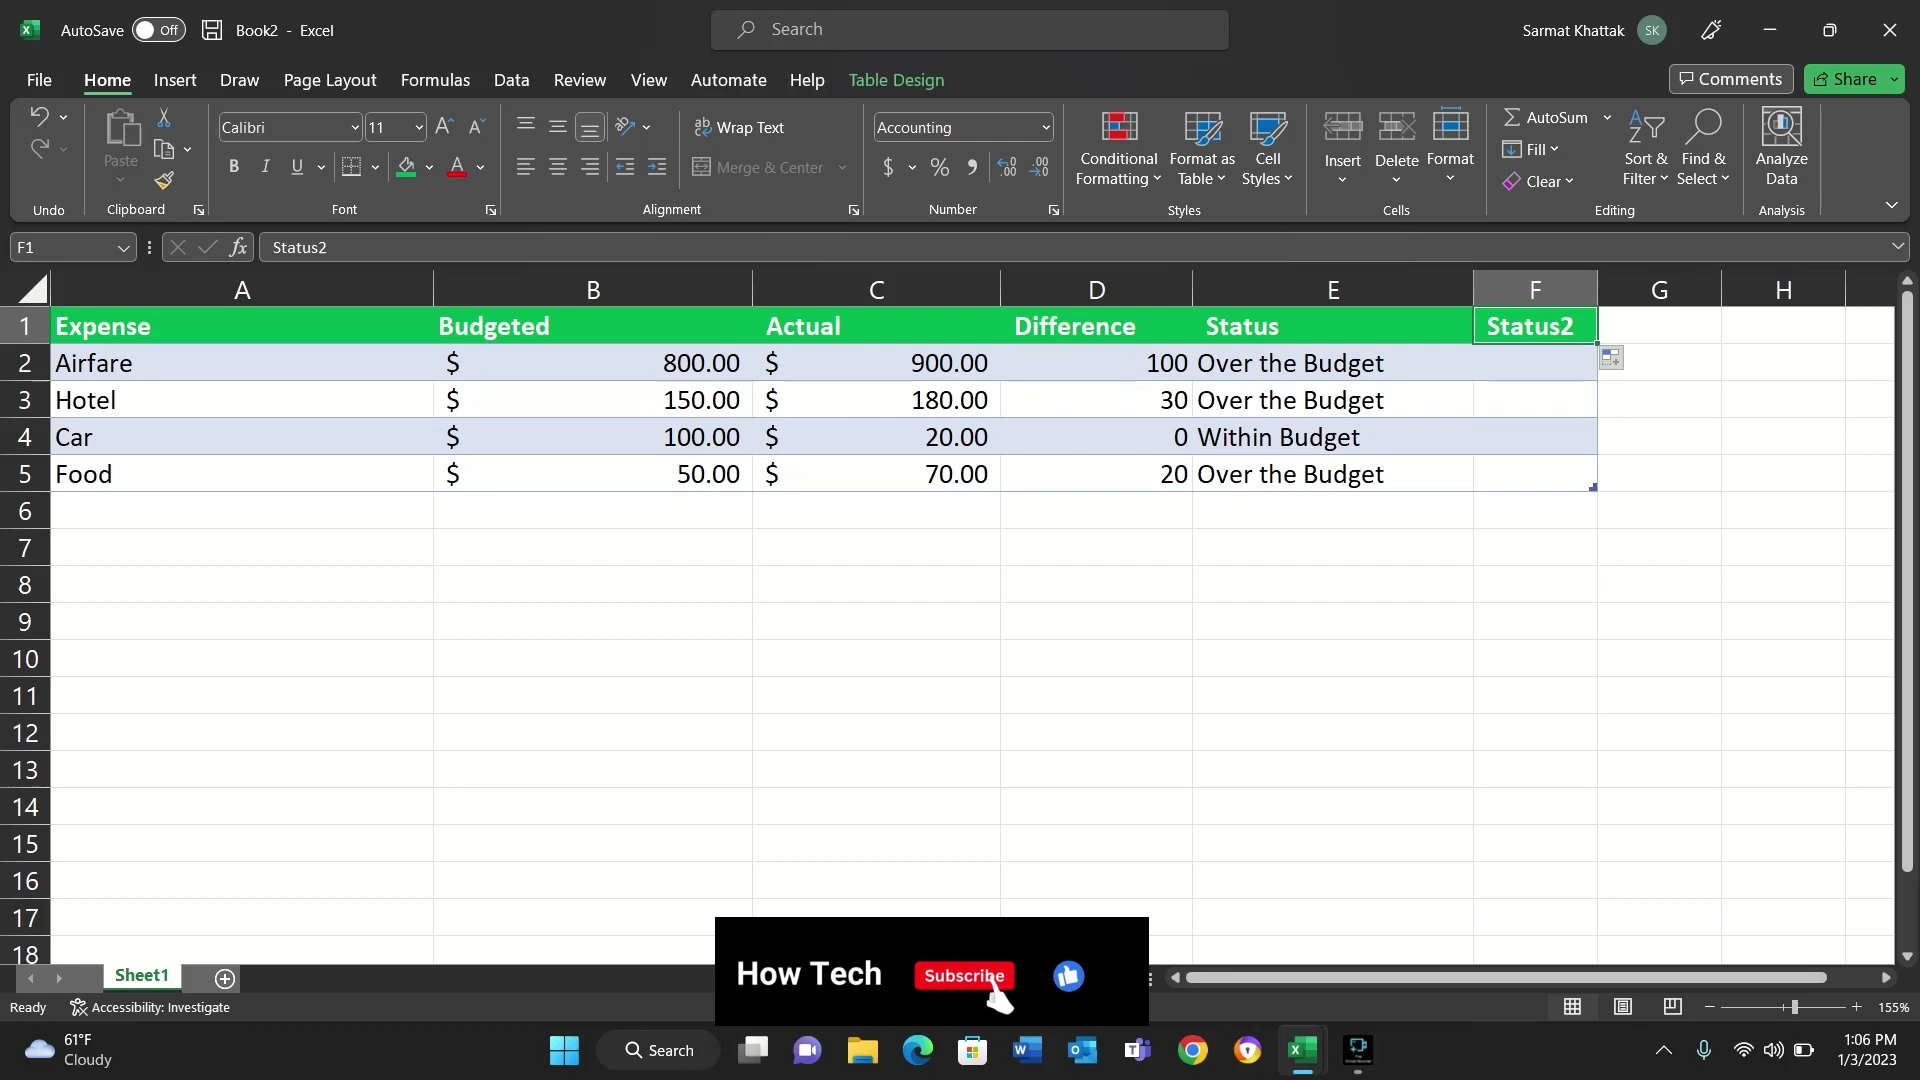 AutoSave Off Book2 - Excel Search Sarmat Khattak SK
File Home Insert Draw Page Layout Formulas Data Review View Automate Help Table Design Comments Share
Paste Calibri 11 Wrap Text Accounting Conditional Formatting Format as Table Cell Styles Insert Delete Format AutoSum Sort & Filter Find & Select Analyze Data
B I U Merge & Center $ % Fill
Clear
Undo Clipboard Font Alignment Number Styles Cells Editing Analysis
F1 fx Status2
A B C D E F G H
1 Expense Budgeted Actual Difference Status Status2
2 Airfare $ 800.00 $ 900.00 100 Over the Budget
3 Hotel $ 150.00 $ 180.00 30 Over the Budget
4 Car $ 100.00 $ 20.00 0 Within Budget
5 Food $ 50.00 $ 70.00 20 Over the Budget
6
7
8
9
10
11
12
13
14
15
16
17
18
How Tech Subscribe
Sheet1
Ready Accessibility: Investigate 155%
61°F
Cloudy
Search
1:06 PM
1/3/2023